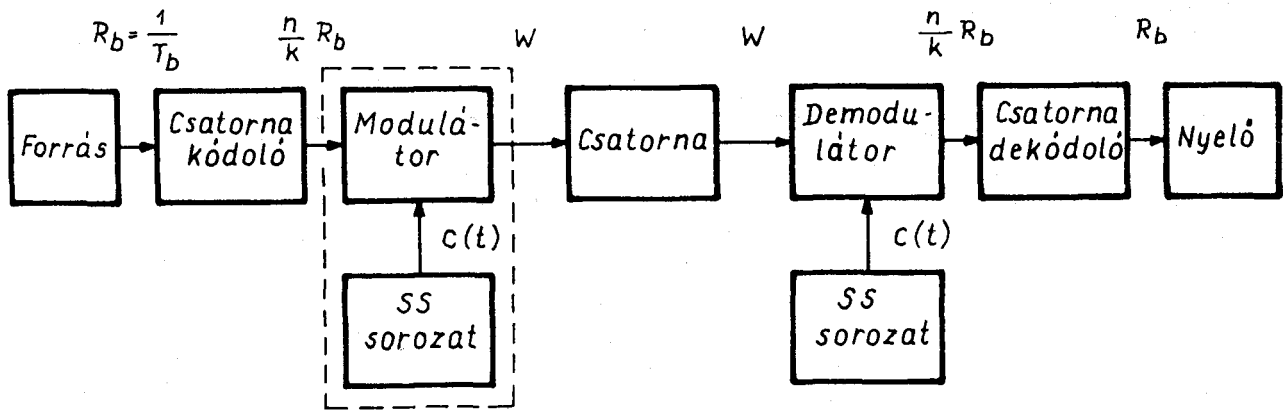 R_b = 1/T_b
n/k R_b
W
W
n/k R_b
R_b
Forrás
Csatorna
kódoló
Modulá-
tor
Csatorna
Demodu-
látor
Csatorna
dekódoló
Nyelő
c(t)
c(t)
SS
sorozat
SS
sorozat